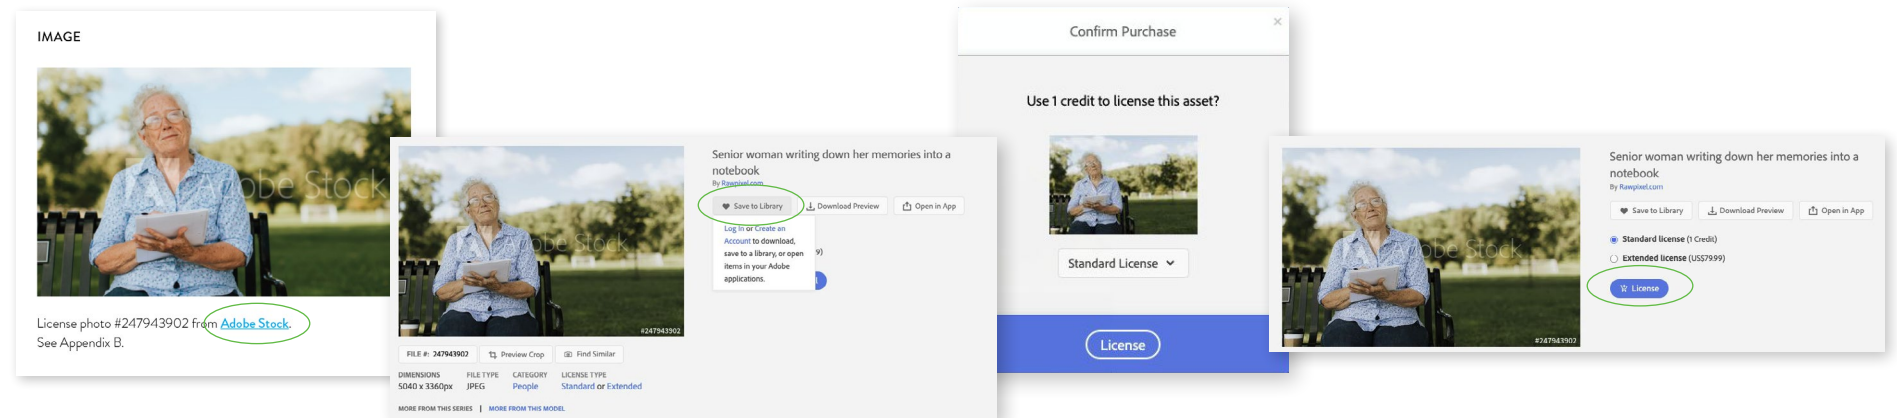 IMAGE
Adobe Stock
License photo #247943902 from Adobe Stock.
See Appendix B.
Adobe Stock
#247943902
Senior woman writing down her memories into a
notebook
By Rawpixel.com
Save to Library
Download Preview
Open in App
Log In or Create an
Account to download,
save to a library, or open
items in your Adobe
applications.
9)
FILE #: 247943902
Preview Crop
Find Similar
DIMENSIONS FILE TYPE CATEGORY LICENSE TYPE
5040 x 3360px JPEG People Standard or Extended
MORE FROM THIS SERIES | MORE FROM THIS MODEL
Confirm Purchase
×
Use 1 credit to license this asset?
Standard License
License
Adobe Stock
#247943902
Senior woman writing down her memories into a
notebook
By Rawpixel.com
Save to Library
Download Preview
Open in App
Standard license (1 Credit)
Extended license (US$79.99)
License